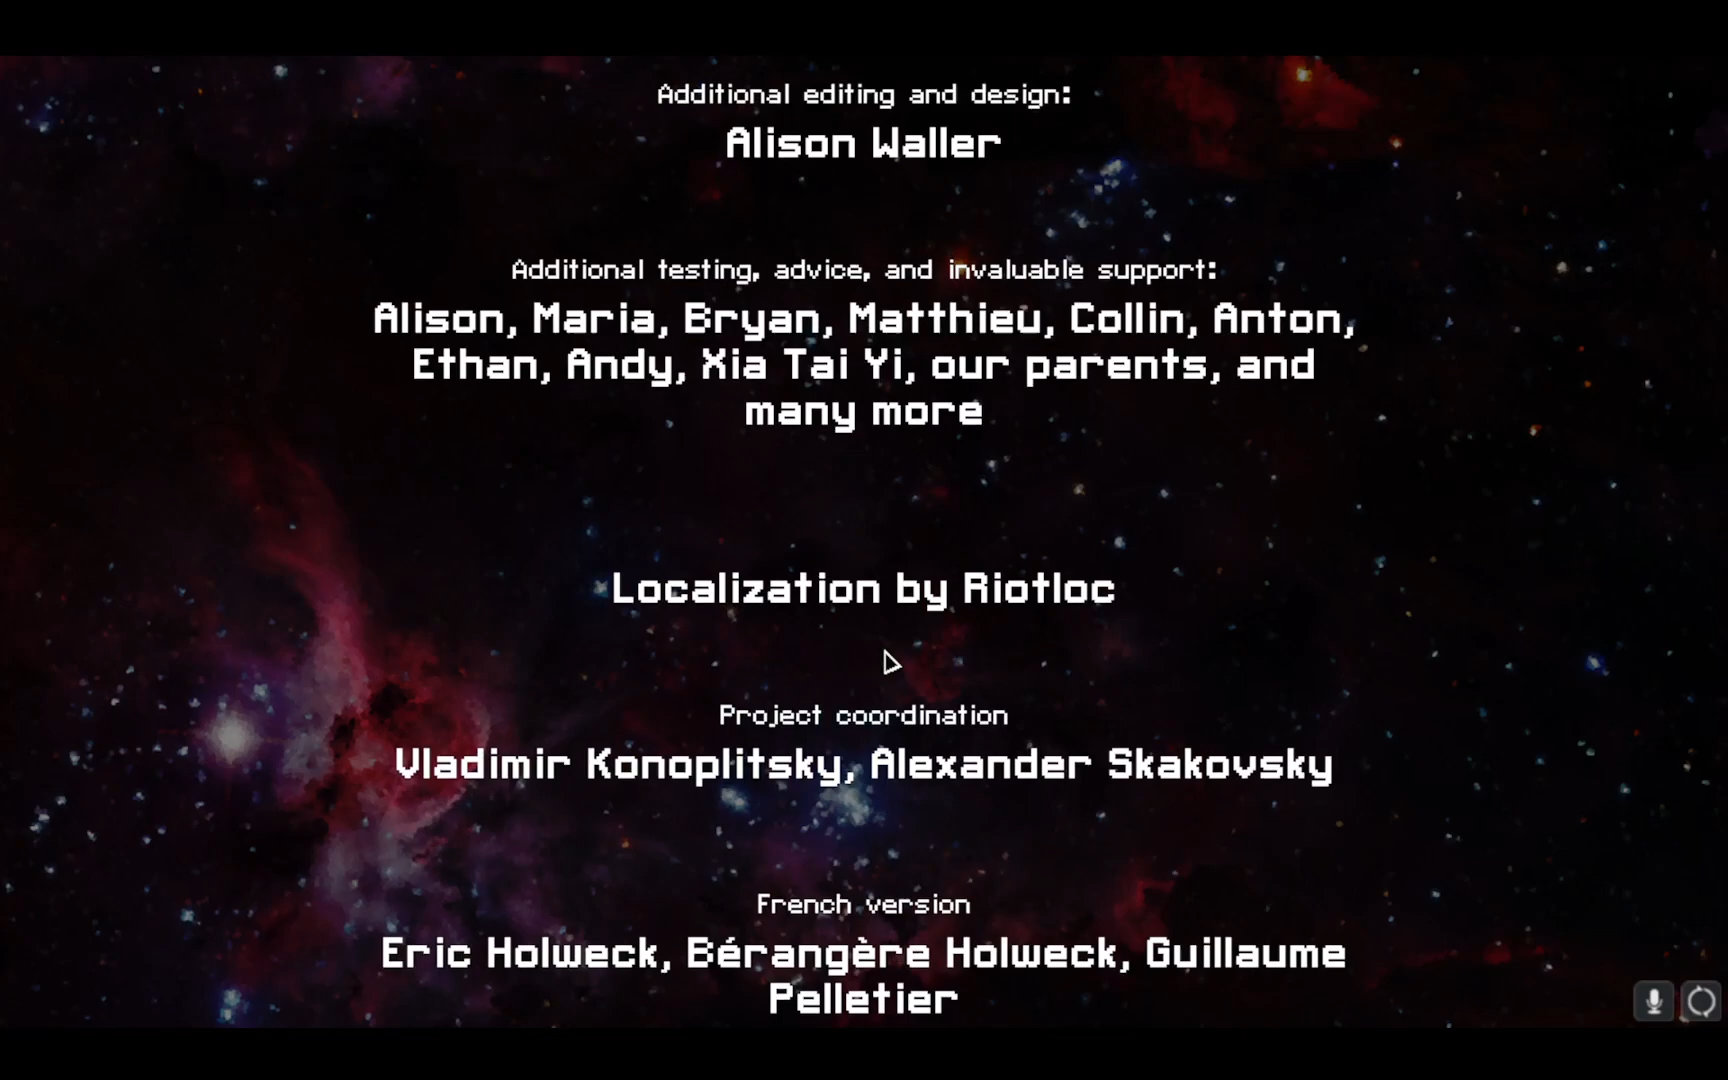 Additional editing and design:
Alison Waller
Additional testing, advice, and invaluable support:
Alison, Maria, Bryan, Matthieu, Collin, Anton,
Ethan, Andy, Xia Tai Yi, our parents, and
many more
Localization by Riotloc
Project coordination
Vladimir Konoplitsky, Alexander Skakovsky
French version
Eric Holweck, Bérangère Holweck, Guillaume
Pelletier